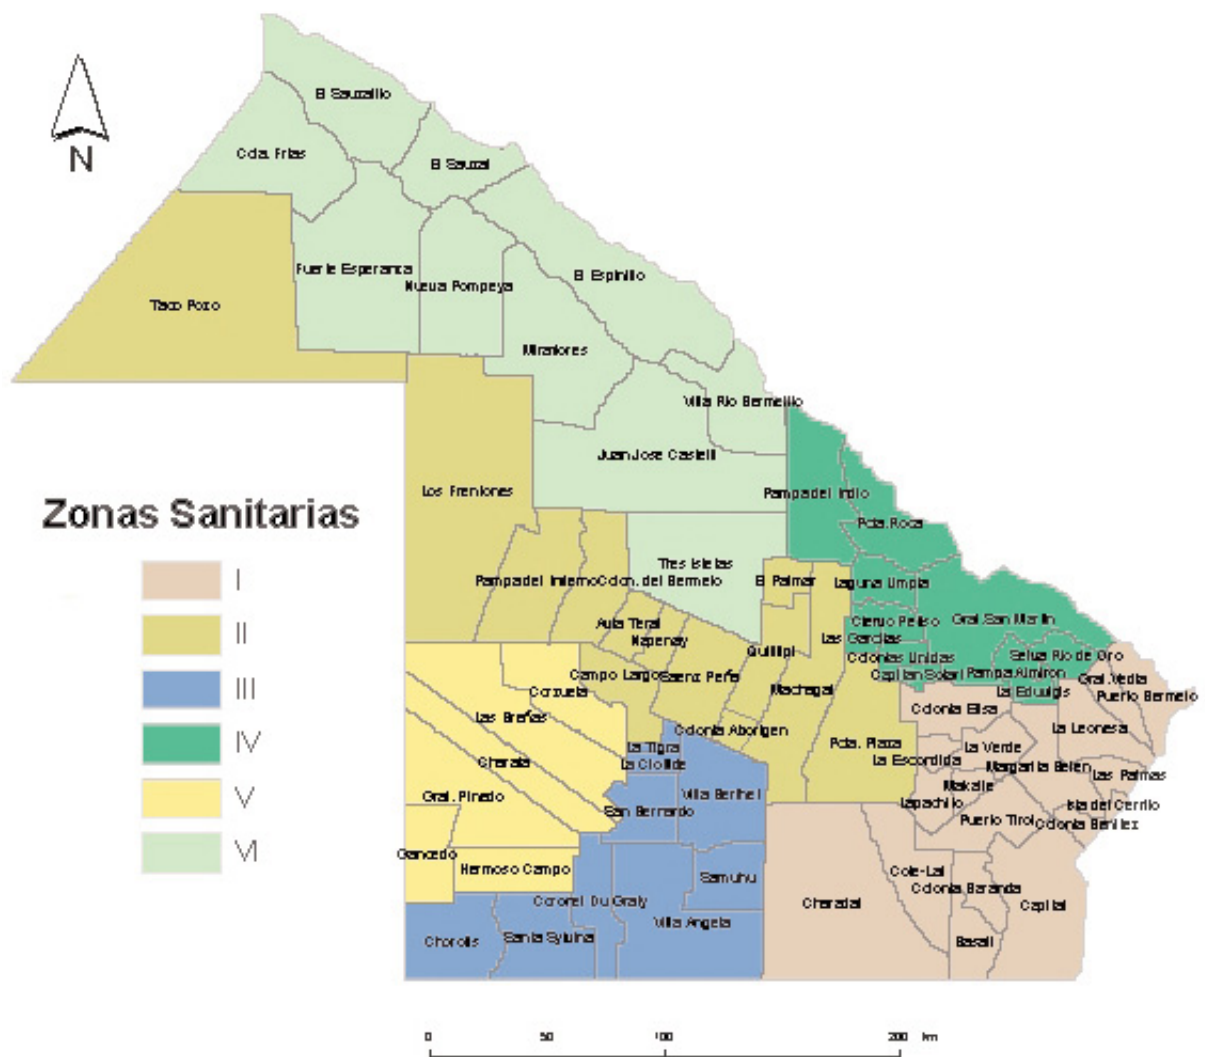 El Sauzalito
Cda. Frias
El Sauzal
N
Fuerte Esperanza
El Espinillo
Nueva Pompeya
Taco Pozo
Miraflores
Villa Rio Bermejito
Juan Jose Castelli
Los Frentones
Pampa del Indio
Zonas Sanitarias
Pcia. Roca
Tres Isletas
I
Pampa del Infierno
Concn. del Bermejo
El Palmar
Laguna Limpia
Avia Terai
Ciervo Petiso
Gral. San Martin
II
Napenay
Las Garcitas
Quitilipi
Colonias Unidas
Selva Rio de Oro
Campo Largo
Saenz Peña
Capitan Solari
Pampa Almiron
Gral. Vedia
III
Corzuela
Machagai
La Eduvigis
Puerto Bermejo
Las Breñas
Colonia Elisa
Colonia Aborigen
La Leonesa
IV
La Tigra
Pcia. Plaza
La Verde
Charata
La Clotilde
La Escondida
Margarita Belen
Las Palmas
V
Gral. Pinedo
Villa Berthet
Makalle
San Bernardo
Lapachito
Isla del Cerrito
Puerto Tirol
Colonia Benitez
VI
Gancedo
Hermoso Campo
Samuhu
Cote-Lai
Colonia Baranda
Coronel Du Graty
Charadai
Capital
Villa Angela
Chorotis
Santa Sylvina
Basail
0 50 100 200 km